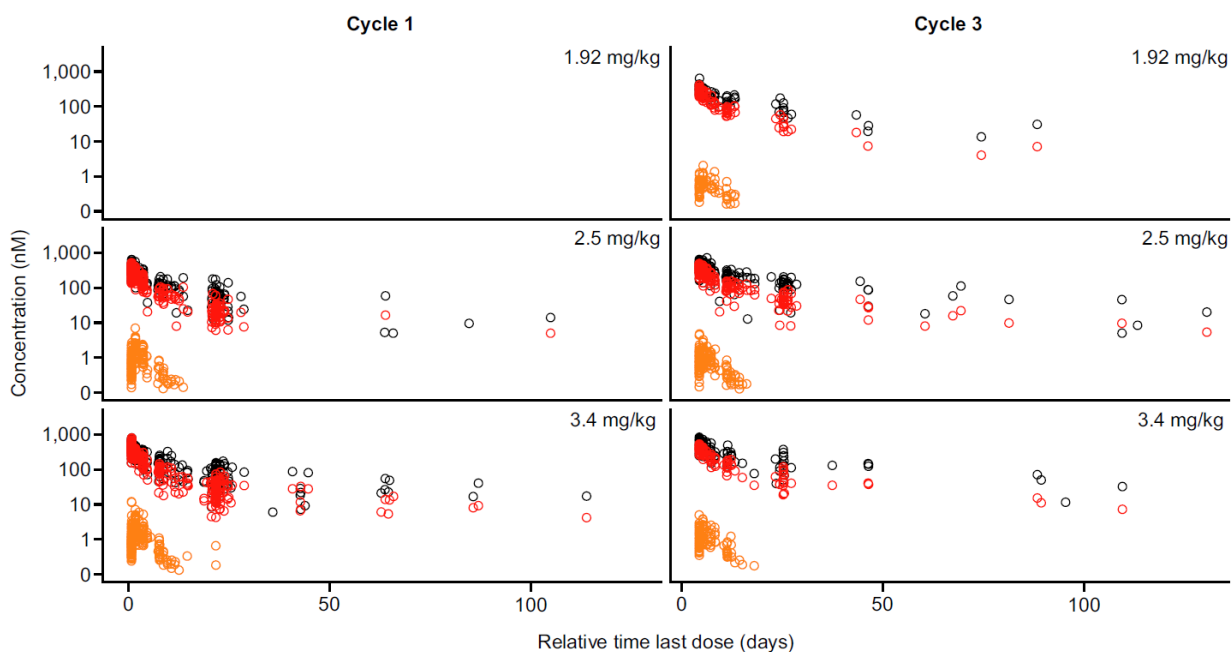 Cycle 1
Cycle 3
1.92 mg/kg
1.92 mg/kg
1,000
100
10
1
0
2.5 mg/kg
2.5 mg/kg
1,000
100
10
1
0
3.4 mg/kg
3.4 mg/kg
1,000
100
10
1
0
Concentration (nM)
0 50 100 0 50 100
Relative time last dose (days)